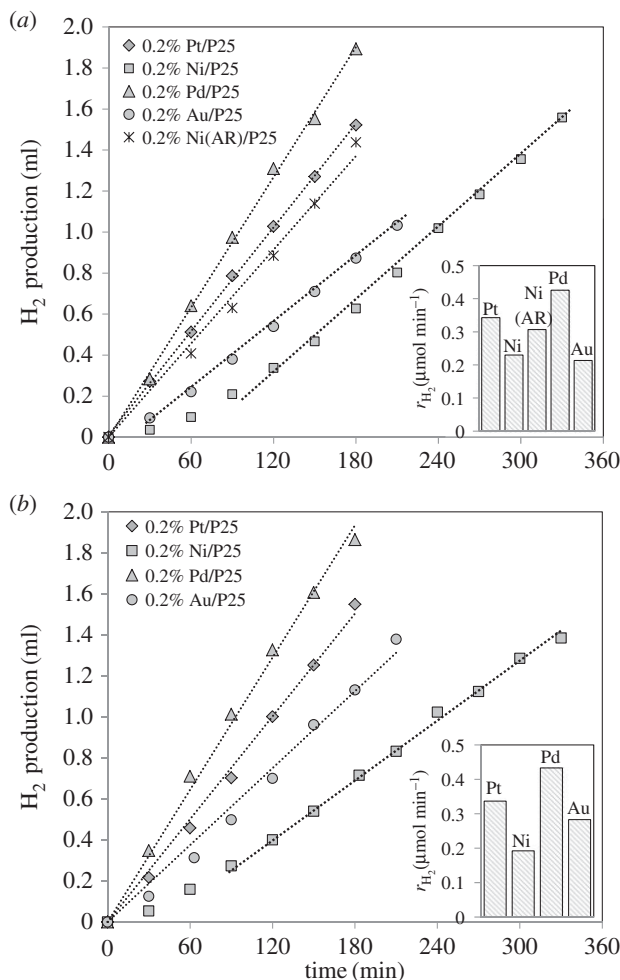 (a)
2.0
1.8
1.6
1.4
1.2
1.0
0.8
0.6
0.4
0.2
0
H2 production (ml)
0.2% Pt/P25
0.2% Ni/P25
0.2% Pd/P25
0.2% Au/P25
0.2% Ni(AR)/P25
0.5
0.4
0.3
0.2
0.1
0
rH2(µmol min−1)
Pt
Ni
Ni
(AR)
Pd
Au
0 60 120 180 240 300 360
(b)
2.0
1.8
1.6
1.4
1.2
1.0
0.8
0.6
0.4
0.2
0
H2 production (ml)
0.2% Pt/P25
0.2% Ni/P25
0.2% Pd/P25
0.2% Au/P25
0.5
0.4
0.3
0.2
0.1
0
rH2(µmol min−1)
Pt
Ni
Pd
Au
0 60 120 180 240 300 360
time (min)